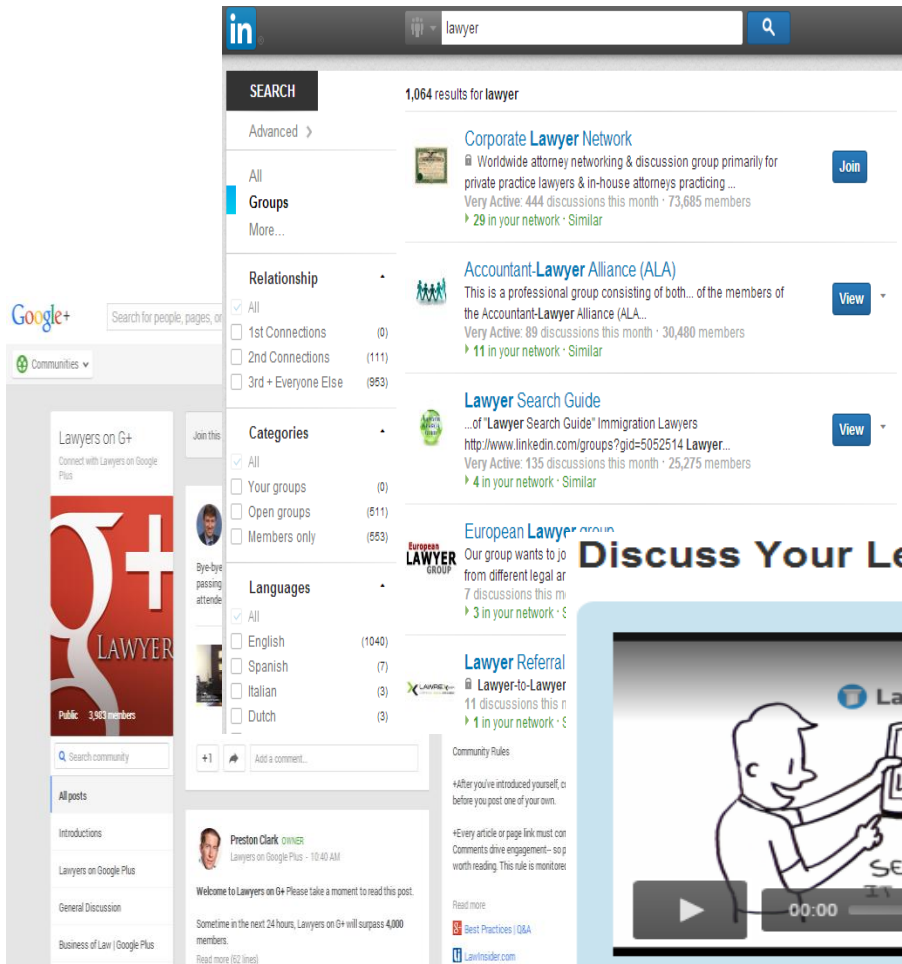 in
lawyer
SEARCH
Advanced
All
Groups
More...
Relationship
All
1st Connections (0)
2nd Connections (111)
3rd + Everyone Else (953)
Categories
All
Your groups (0)
Open groups (511)
Members only (553)
Languages
All
English (1040)
Spanish (7)
Italian (3)
Dutch (3)
1,064 results for lawyer
Corporate Lawyer Network
Worldwide attorney networking & discussion group primarily for
private practice lawyers & in-house attorneys practicing ...
Very Active: 444 discussions this month · 73,685 members
29 in your network · Similar
Join
Accountant-Lawyer Alliance (ALA)
This is a professional group consisting of both... of the members of
the Accountant-Lawyer Alliance (ALA...
Very Active: 89 discussions this month · 30,480 members
11 in your network · Similar
View
Lawyer Search Guide
...of "Lawyer Search Guide" Immigration Lawyers
http://www.linkedin.com/groups?gid=5052514 Lawyer...
Very Active: 135 discussions this month · 25,275 members
4 in your network · Similar
View
European
LAWYER
GROUP
European Lawyer group
Our group wants to jo
from different legal ar
7 discussions this m
3 in your network · S
Lawyer Referral
Lawyer-to-Lawyer
11 discussions this m
1 in your network · S
Google+
Search for people, pages, or
Communities
Lawyers on G+
Connect with Lawyers on Google
Plus
g+
LAWYER
Public 3,983 members
Search community
All posts
Introductions
Lawyers on Google Plus
General Discussion
Business of Law | Google Plus
Join this
Bye-bye
passing
attende
+1
Add a comment...
Preston Clark OWNER
Lawyers on Google Plus - 10:40 AM
Welcome to Lawyers on G+ Please take a moment to read this post.
Sometime in the next 24 hours, Lawyers on G+ will surpass 4,000
members.
Read more (62 lines)
Community Rules
+After you've introduced yourself, c
before you post one of your own.
+Every article or page link must con
Comments drive engagement-- so p
worth reading. This rule is monitored
Read more
Best Practices | Q&A
LawInsider.com
Discuss Your Le
La
SE
IT
00:00